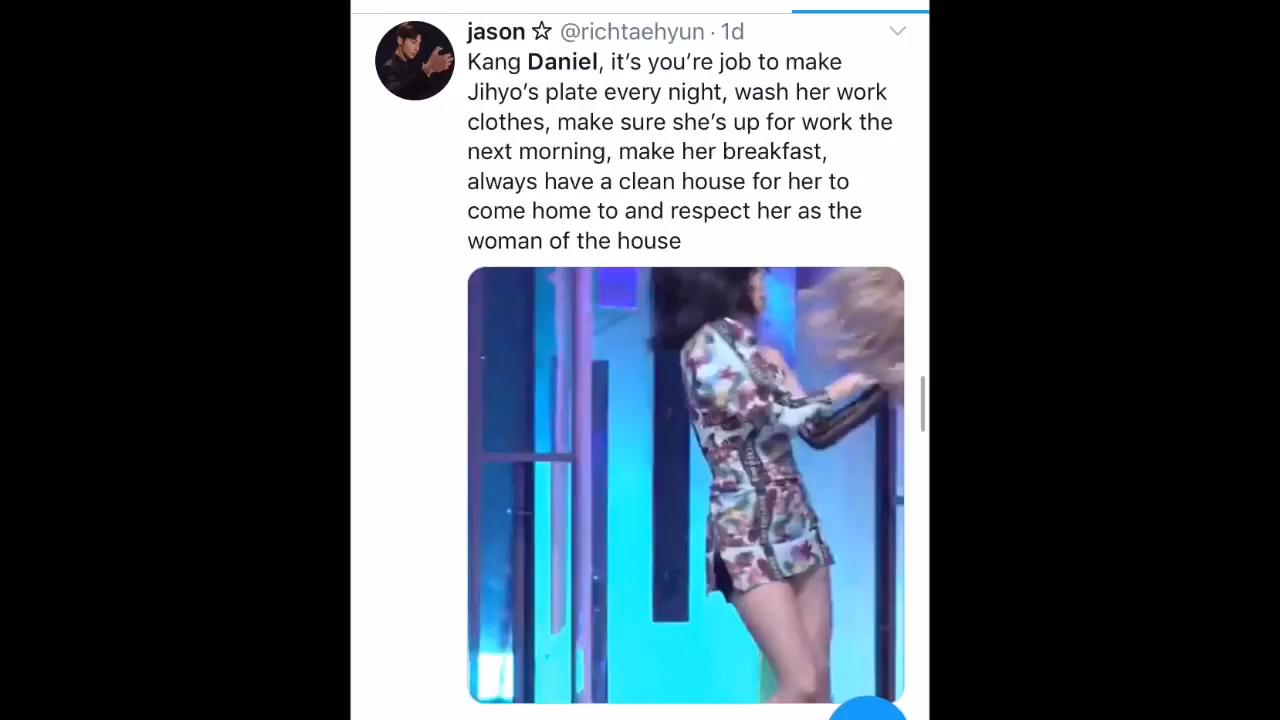 jason ☆ @richtaehyun · 1d
Kang Daniel, it’s you’re job to make
Jihyo’s plate every night, wash her work
clothes, make sure she’s up for work the
next morning, make her breakfast,
always have a clean house for her to
come home to and respect her as the
woman of the house